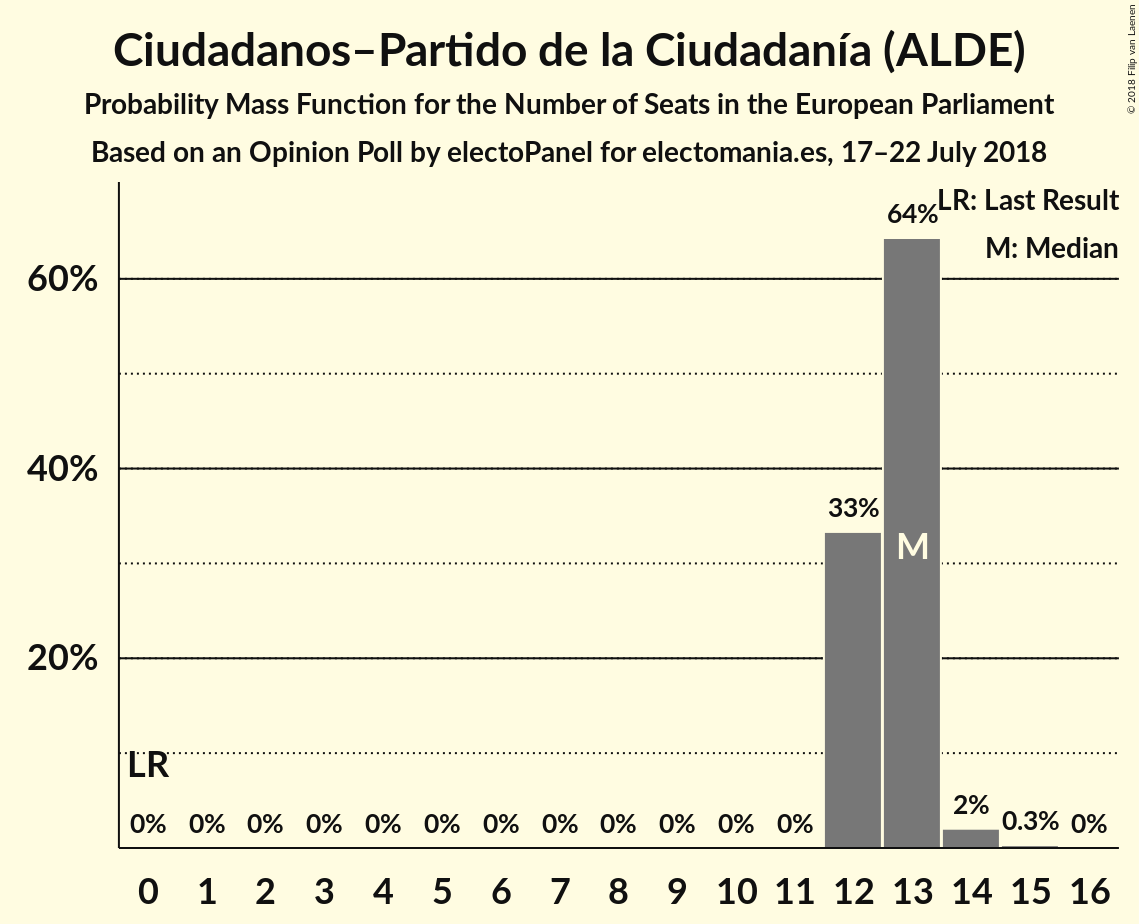 Ciudadanos–Partido de la Ciudadanía (ALDE)
Probability Mass Function for the Number of Seats in the European Parliament
Based on an Opinion Poll by electoPanel for electomania.es, 17–22 July 2018
© 2018 Filip van Laenen
LR: Last Result
M: Median
64%
60%
40%
33%
M
20%
LR
2%
0% 0% 0% 0% 0% 0% 0% 0% 0% 0% 0% 0% 0.3% 0%
0 1 2 3 4 5 6 7 8 9 10 11 12 13 14 15 16